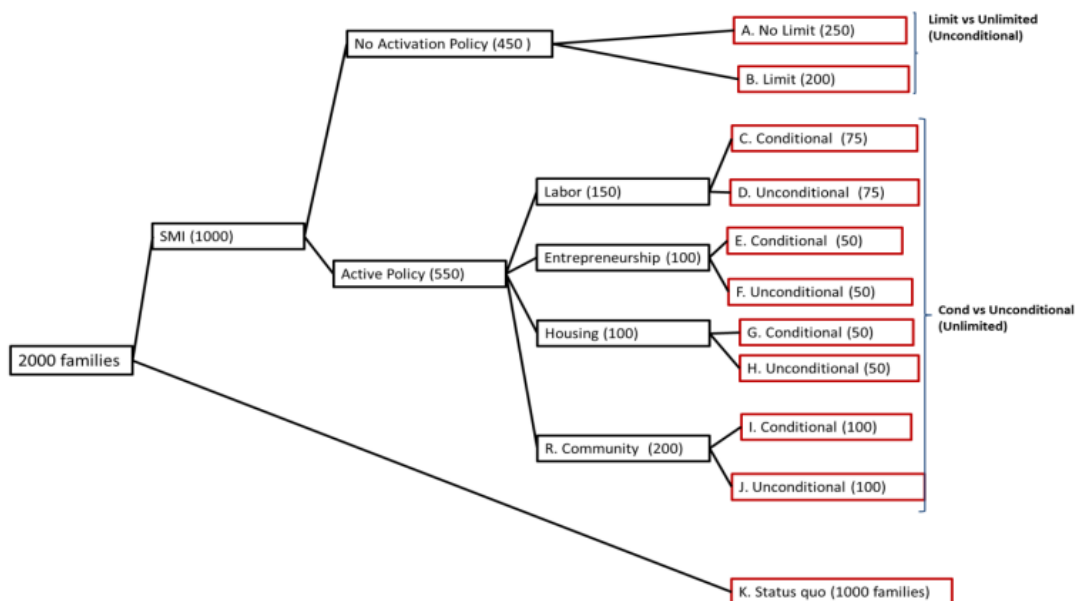 No Activation Policy (450 )
A. No Limit (250)
B. Limit (200)
Limit vs Unlimited
(Unconditional)
SMI (1000)
Active Policy (550)
Labor (150)
C. Conditional (75)
D. Unconditional (75)
Entrepreneurship (100)
E. Conditional (50)
F. Unconditional (50)
Housing (100)
G. Conditional (50)
H. Unconditional (50)
R. Community (200)
I. Conditional (100)
J. Unconditional (100)
Cond vs Unconditional
(Unlimited)
2000 families
K. Status quo (1000 families)